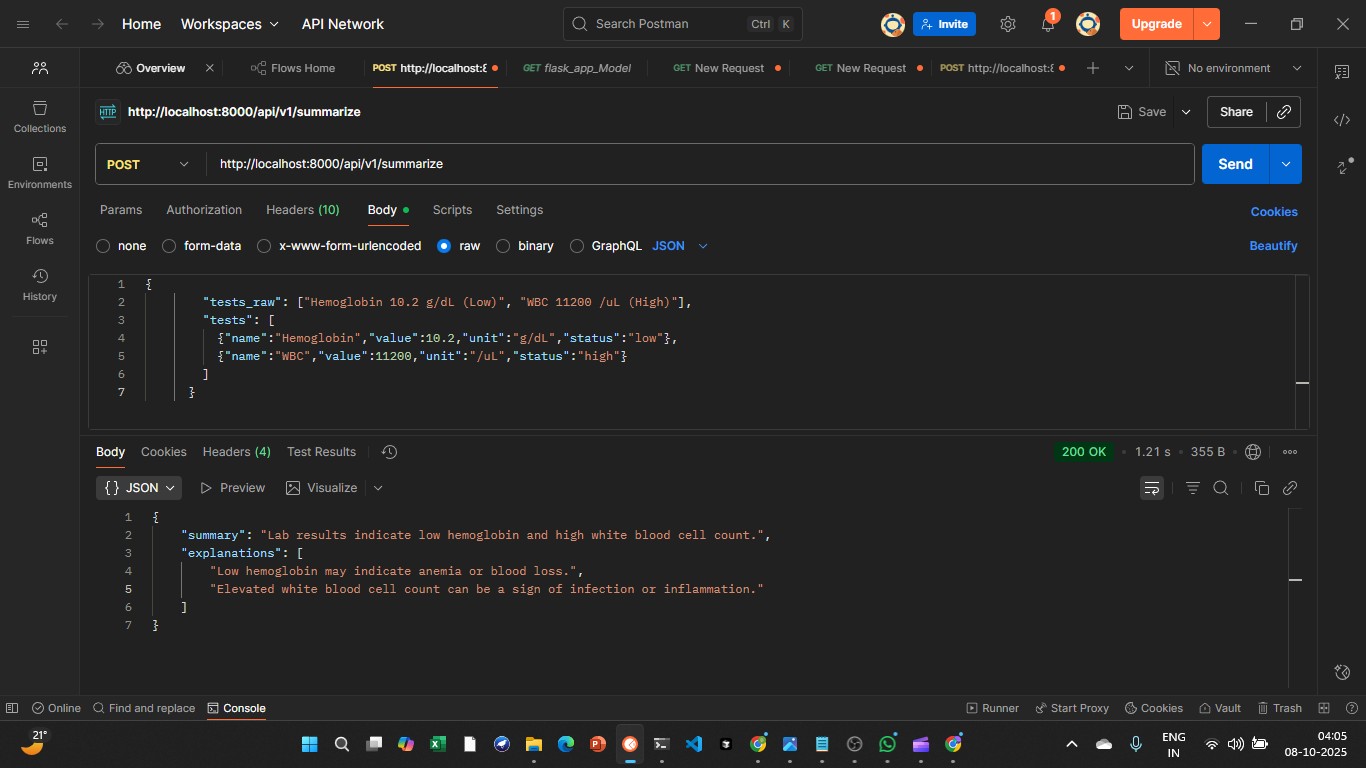 Home Workspaces API Network Search Postman Ctrl K Invite 1 Upgrade
Overview Flows Home POST http://localhost:8 GET flask_app_Model GET New Request GET New Request POST http://localhost:8 No environment
HTTP http://localhost:8000/api/v1/summarize Save Share
Collections
POST http://localhost:8000/api/v1/summarize Send
Environments
Params Authorization Headers (10) Body Scripts Settings Cookies
Flows
none form-data x-www-form-urlencoded raw binary GraphQL JSON Beautify
History
1 {
2 "tests_raw": ["Hemoglobin 10.2 g/dL (Low)", "WBC 11200 /uL (High)"],
3 "tests": [
4 {"name":"Hemoglobin","value":10.2,"unit":"g/dL","status":"low"},
5 {"name":"WBC","value":11200,"unit":"/uL","status":"high"}
6 ]
7 }
Body Cookies Headers (4) Test Results 200 OK 1.21 s 355 B
{ } JSON Preview Visualize
1 {
2 "summary": "Lab results indicate low hemoglobin and high white blood cell count.",
3 "explanations": [
4 "Low hemoglobin may indicate anemia or blood loss.",
5 "Elevated white blood cell count can be a sign of infection or inflammation."
6 ]
7 }
Online Find and replace Console Runner Start Proxy Cookies Vault Trash
21° ENG 04:05
IN 08-10-2025